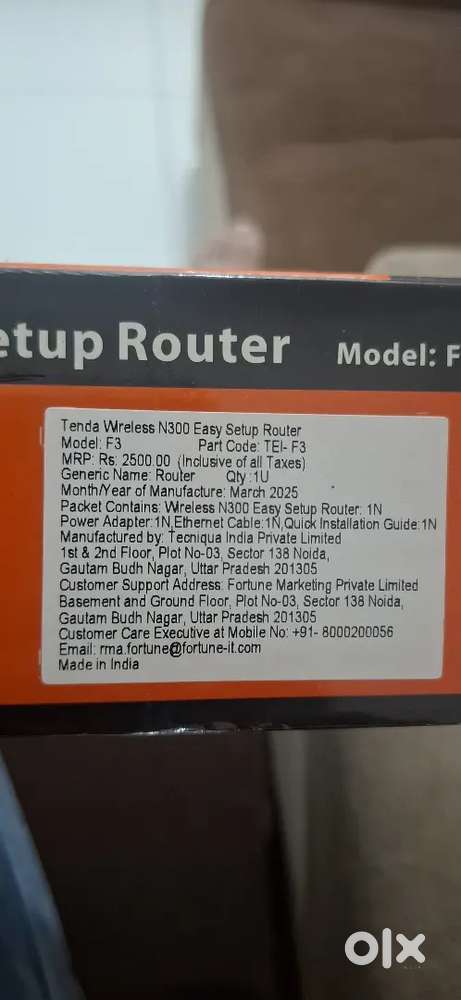 etup Router Model: F
Tenda Wireless N300 Easy Setup Router
Model: F3 Part Code: TEI- F3
MRP: Rs. 2500.00 (Inclusive of all Taxes)
Generic Name: Router Qty :1U
Month/Year of Manufacture: March 2025
Packet Contains: Wireless N300 Easy Setup Router: 1N
Power Adapter:1N,Ethernet Cable:1N,Quick Installation Guide:1N
Manufactured by: Tecniqua India Private Limited
1st & 2nd Floor, Plot No-03, Sector 138 Noida,
Gautam Budh Nagar, Uttar Pradesh 201305
Customer Support Address: Fortune Marketing Private Limited
Basement and Ground Floor, Plot No-03, Sector 138 Noida,
Gautam Budh Nagar, Uttar Pradesh 201305
Customer Care Executive at Mobile No: +91- 8000200056
Email: rma.fortune@fortune-it.com
Made in India
olx